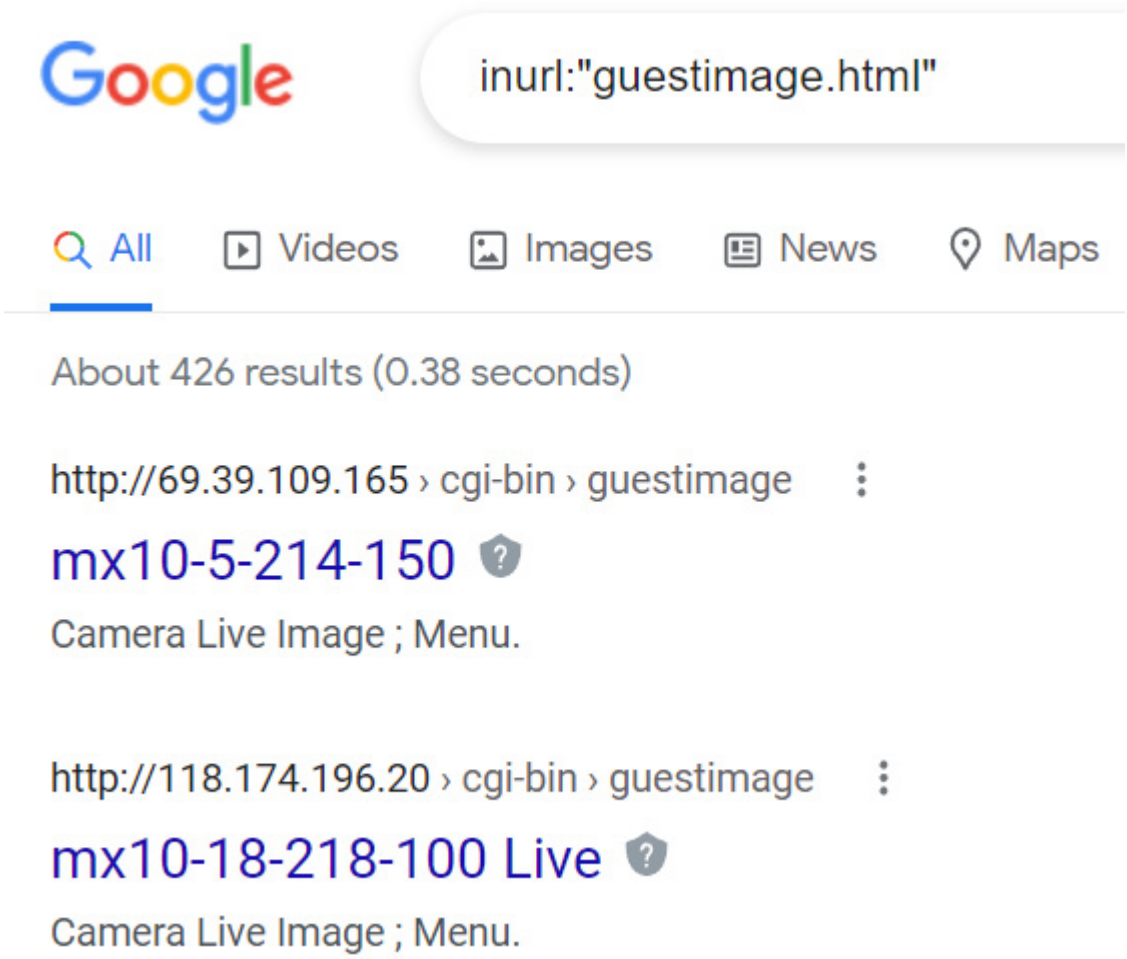 Google
inurl:"guestimage.html"
All Videos Images News Maps
About 426 results (0.38 seconds)
http://69.39.109.165 › cgi-bin › guestimage
mx10-5-214-150
Camera Live Image ; Menu.
http://118.174.196.20 › cgi-bin › guestimage
mx10-18-218-100 Live
Camera Live Image ; Menu.